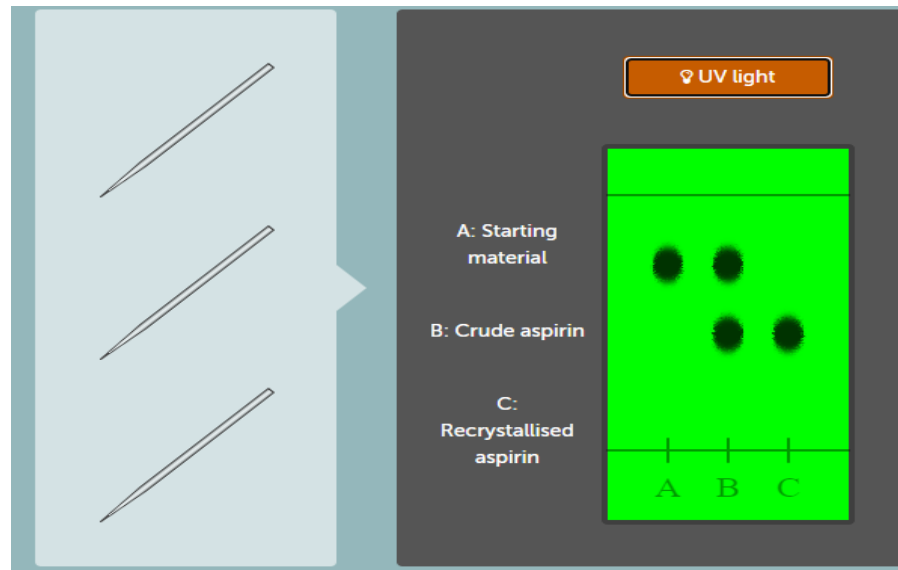 UV light
A: Starting
material
B: Crude aspirin
C:
Recrystallised
aspirin
A B C